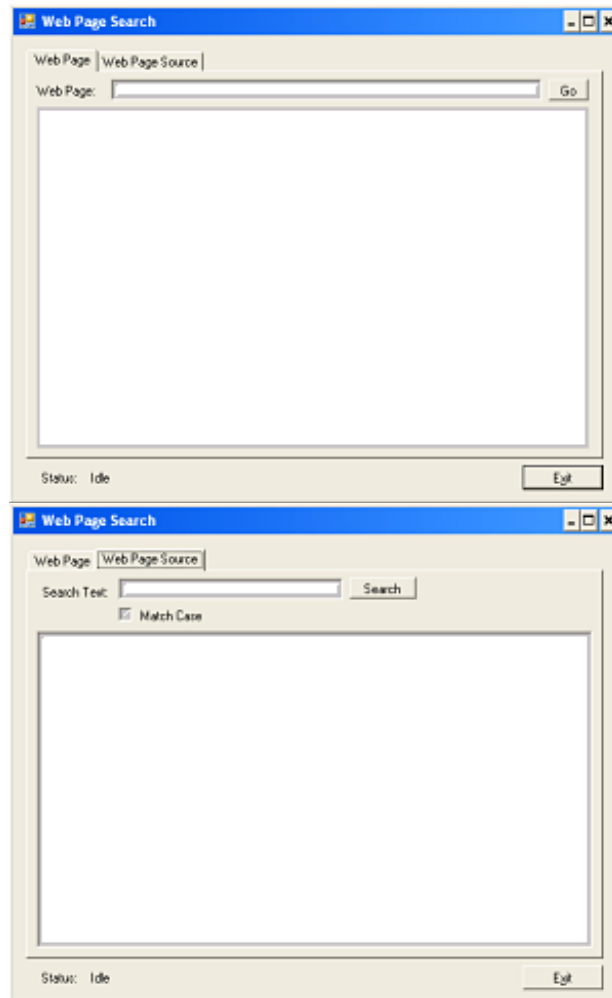 Web Page Search
Web Page Web Page Source
Web Page: Go
Status: Idle Exit
Web Page Search
Web Page Web Page Source
Search Text: Search
Match Case
Status: Idle Exit